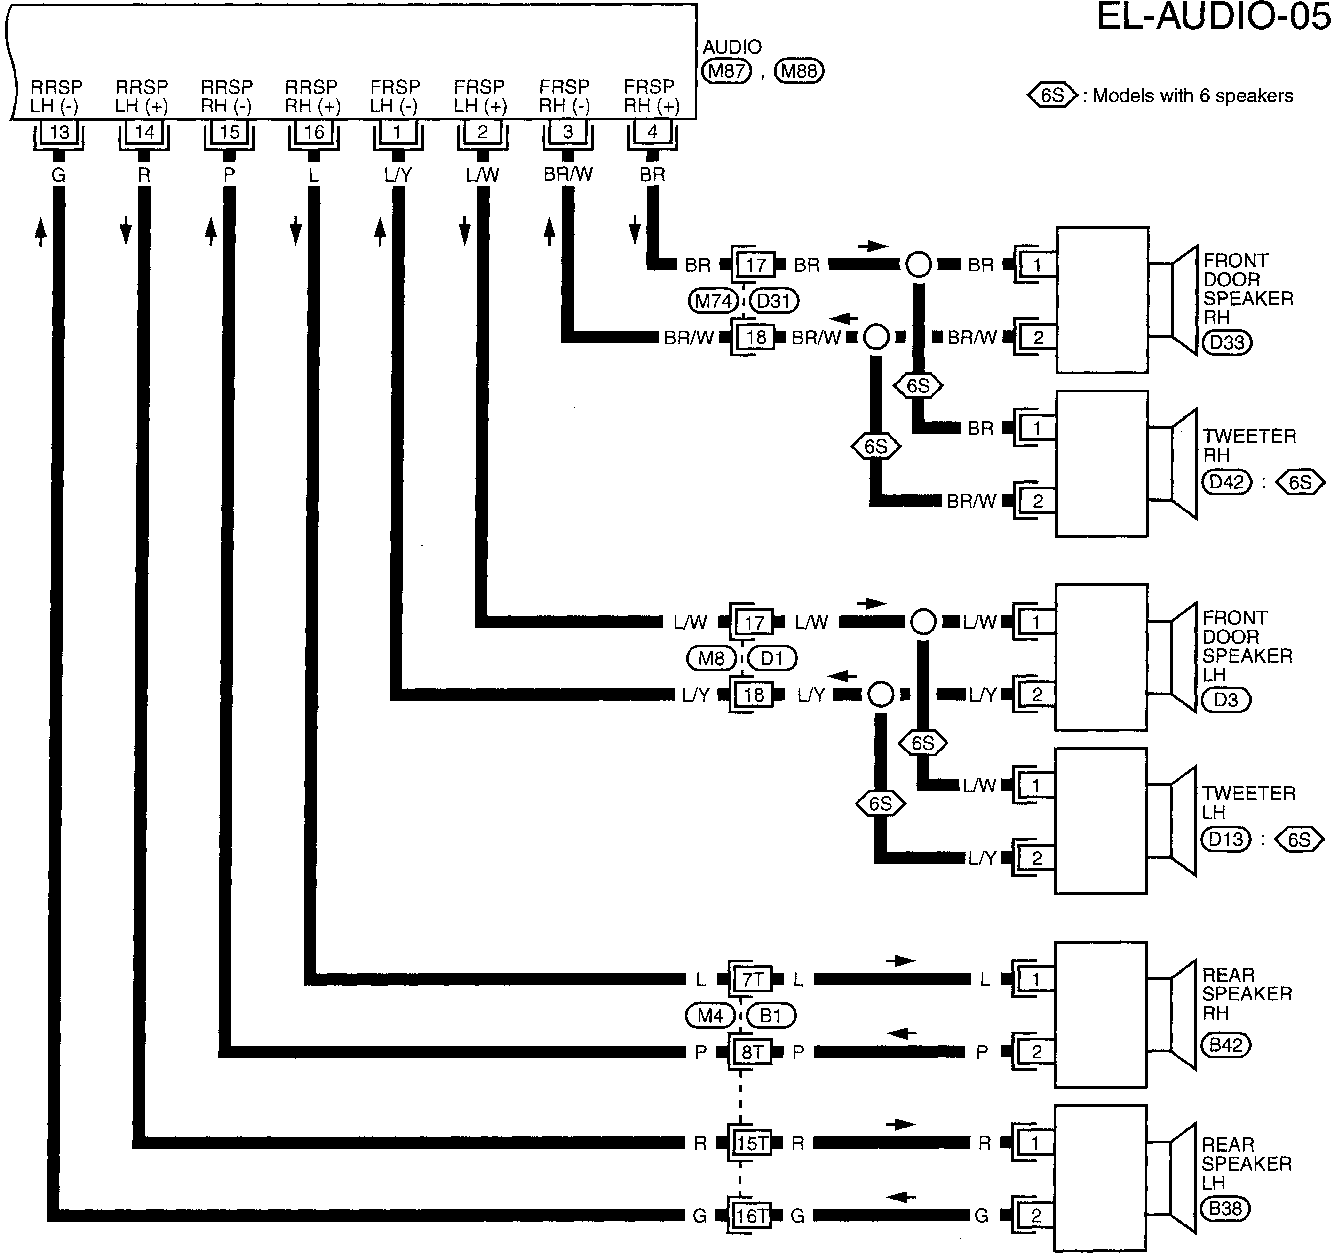 EL-AUDIO-05
AUDIO
M87 , M88
6S : Models with 6 speakers
RRSP LH (-)
RRSP LH (+)
RRSP RH (-)
RRSP RH (+)
FRSP LH (-)
FRSP LH (+)
FRSP RH (-)
FRSP RH (+)
13 14 15 16 1 2 3 4
G R P L L/Y L/W BR/W BR
BR 17 BR BR 1
FRONT
DOOR
SPEAKER
RH
D33
M74 D31
BR/W 18 BR/W BR/W 2
6S
BR 1
6S
TWEETER
RH
D42 : 6S
BR/W 2
L/W 17 L/W L/W 1
FRONT
DOOR
SPEAKER
LH
D3
M8 D1
L/Y 18 L/Y L/Y 2
6S
L/W 1
6S
TWEETER
LH
D13 : 6S
L/Y 2
L 7T L L 1
REAR
SPEAKER
RH
B42
M4 B1
P 8T P P 2
R 15T R R 1
REAR
SPEAKER
LH
B38
G 16T G G 2